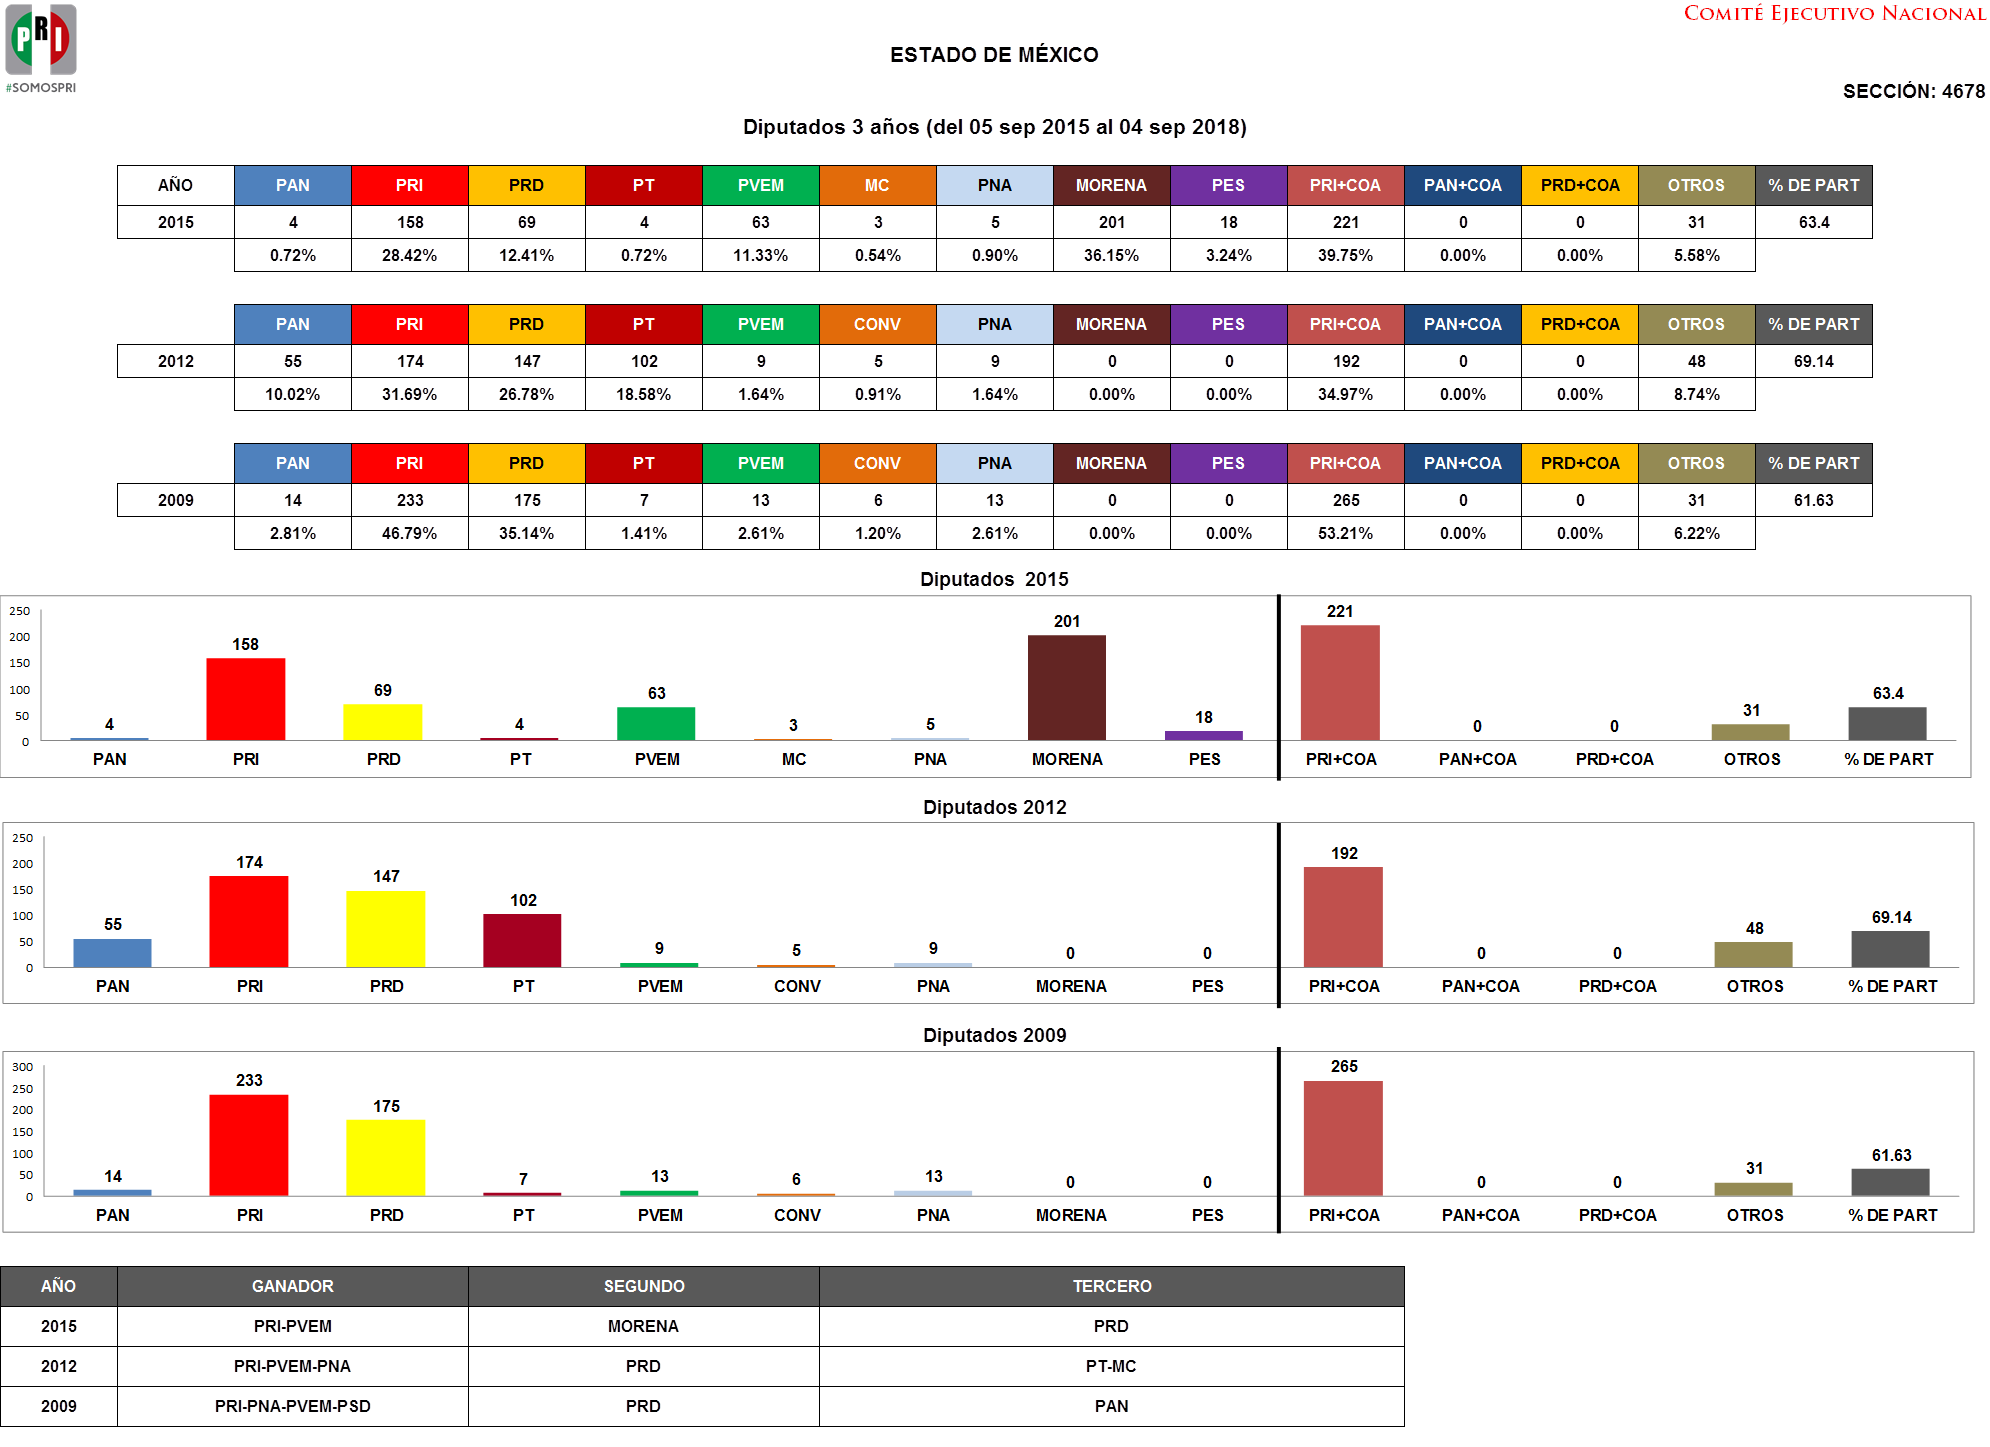 PRI
#SOMOSPRI
COMITÉ EJECUTIVO NACIONAL
ESTADO DE MÉXICO
SECCIÓN: 4678
Diputados 3 años (del 05 sep 2015 al 04 sep 2018)
AÑO PAN PRI PRD PT PVEM MC PNA MORENA PES PRI+COA PAN+COA PRD+COA OTROS % DE PART
2015 4 158 69 4 63 3 5 201 18 221 0 0 31 63.4
0.72% 28.42% 12.41% 0.72% 11.33% 0.54% 0.90% 36.15% 3.24% 39.75% 0.00% 0.00% 5.58%
PAN PRI PRD PT PVEM CONV PNA MORENA PES PRI+COA PAN+COA PRD+COA OTROS % DE PART
2012 55 174 147 102 9 5 9 0 0 192 0 0 48 69.14
10.02% 31.69% 26.78% 18.58% 1.64% 0.91% 1.64% 0.00% 0.00% 34.97% 0.00% 0.00% 8.74%
PAN PRI PRD PT PVEM CONV PNA MORENA PES PRI+COA PAN+COA PRD+COA OTROS % DE PART
2009 14 233 175 7 13 6 13 0 0 265 0 0 31 61.63
2.81% 46.79% 35.14% 1.41% 2.61% 1.20% 2.61% 0.00% 0.00% 53.21% 0.00% 0.00% 6.22%
Diputados 2015
250
200
150
100
50
0
4 158 69 4 63 3 5 201 18 221 0 0 31 63.4
PAN PRI PRD PT PVEM MC PNA MORENA PES PRI+COA PAN+COA PRD+COA OTROS % DE PART
Diputados 2012
250
200
150
100
50
0
55 174 147 102 9 5 9 0 0 192 0 0 48 69.14
PAN PRI PRD PT PVEM CONV PNA MORENA PES PRI+COA PAN+COA PRD+COA OTROS % DE PART
Diputados 2009
300
250
200
150
100
50
0
14 233 175 7 13 6 13 0 0 265 0 0 31 61.63
PAN PRI PRD PT PVEM CONV PNA MORENA PES PRI+COA PAN+COA PRD+COA OTROS % DE PART
AÑO GANADOR SEGUNDO TERCERO
2015 PRI-PVEM MORENA PRD
2012 PRI-PVEM-PNA PRD PT-MC
2009 PRI-PNA-PVEM-PSD PRD PAN